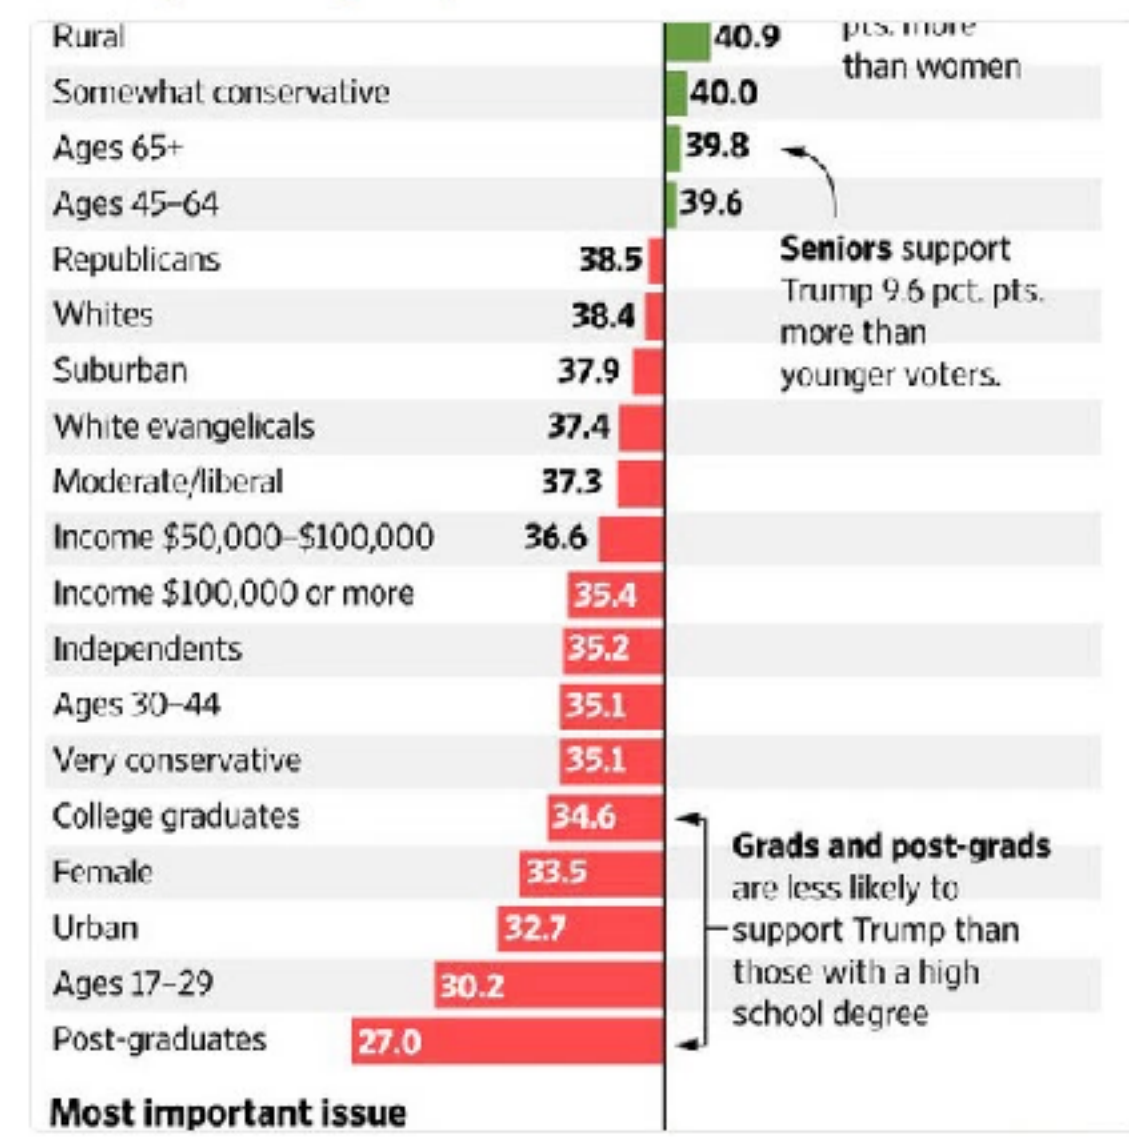 Rural 40.9
pts. more
than women
Somewhat conservative 40.0
Ages 65+ 39.8
Ages 45–64 39.6
Seniors support
Trump 9.6 pct. pts.
more than
younger voters.
Republicans 38.5
Whites 38.4
Suburban 37.9
White evangelicals 37.4
Moderate/liberal 37.3
Income $50,000–$100,000 36.6
Income $100,000 or more 35.4
Independents 35.2
Ages 30–44 35.1
Very conservative 35.1
College graduates 34.6
Female 33.5
Urban 32.7
Ages 17–29 30.2
Post-graduates 27.0
Grads and post-grads
are less likely to
support Trump than
those with a high
school degree
Most important issue